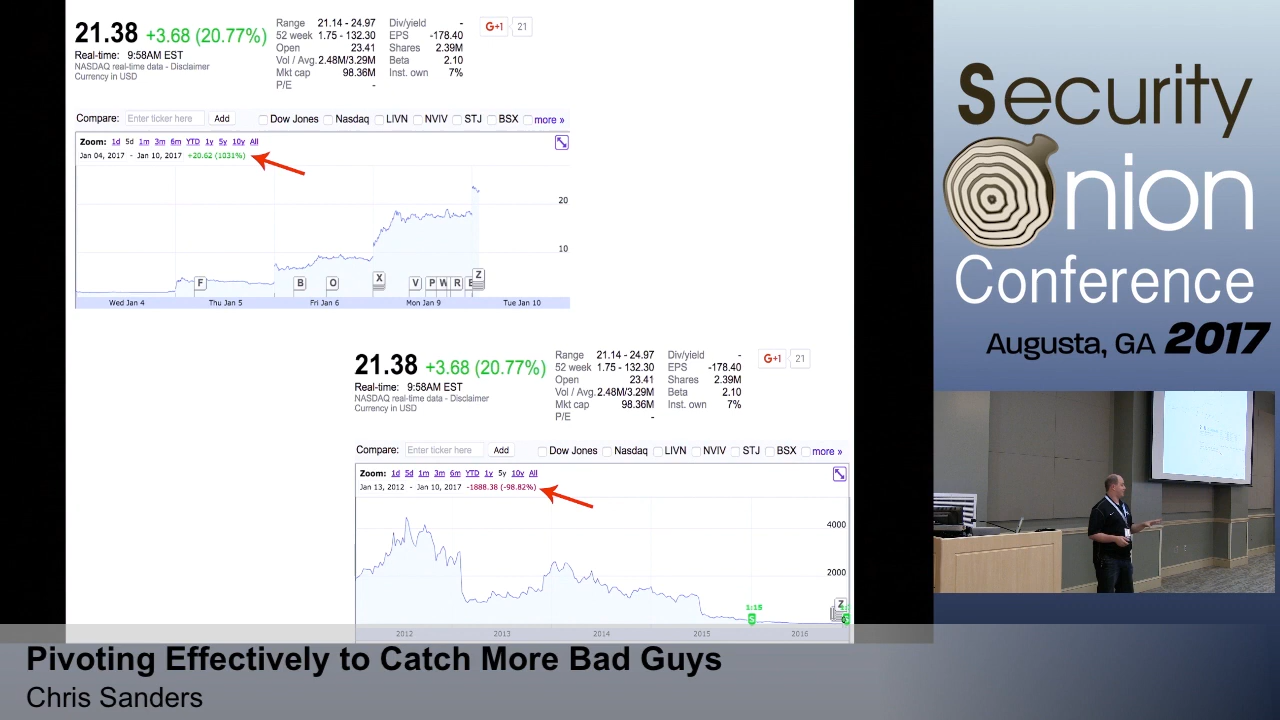 21.38 +3.68 (20.77%)
Real-time: 9:58AM EST
NASDAQ real-time data - Disclaimer
Currency in USD
Range 21.14 - 24.97
52 week 1.75 - 132.30
Open 23.41
Vol / Avg. 2.48M/3.29M
Mkt cap 98.36M
P/E -
Div/yield -
EPS -178.40
Shares 2.39M
Beta 2.10
Inst. own 7%
G+1 21
Compare: Enter ticker here Add Dow Jones Nasdaq LIVN NVIV STJ BSX more »
Zoom: 1d 5d 1m 3m 6m YTD 1y 5y 10y All
Jan 04, 2017 - Jan 10, 2017 +20.62 (1031%)
20
10
F B O X V P W R E Z
Wed Jan 4 Thu Jan 5 Fri Jan 6 Mon Jan 9 Tue Jan 10
21.38 +3.68 (20.77%)
Real-time: 9:58AM EST
NASDAQ real-time data - Disclaimer
Currency in USD
Range 21.14 - 24.97
52 week 1.75 - 132.30
Open 23.41
Vol / Avg. 2.48M/3.29M
Mkt cap 98.36M
P/E -
Div/yield -
EPS -178.40
Shares 2.39M
Beta 2.10
Inst. own 7%
G+1 21
Compare: Enter ticker here Add Dow Jones Nasdaq LIVN NVIV STJ BSX more »
Zoom: 1d 5d 1m 3m 6m YTD 1y 5y 10y All
Jan 13, 2012 - Jan 10, 2017 -1888.38 (-98.82%)
4000
2000
1:15
S
Z
2012 2013 2014 2015 2016
Security
Onion
Conference
Augusta, GA 2017
Pivoting Effectively to Catch More Bad Guys
Chris Sanders